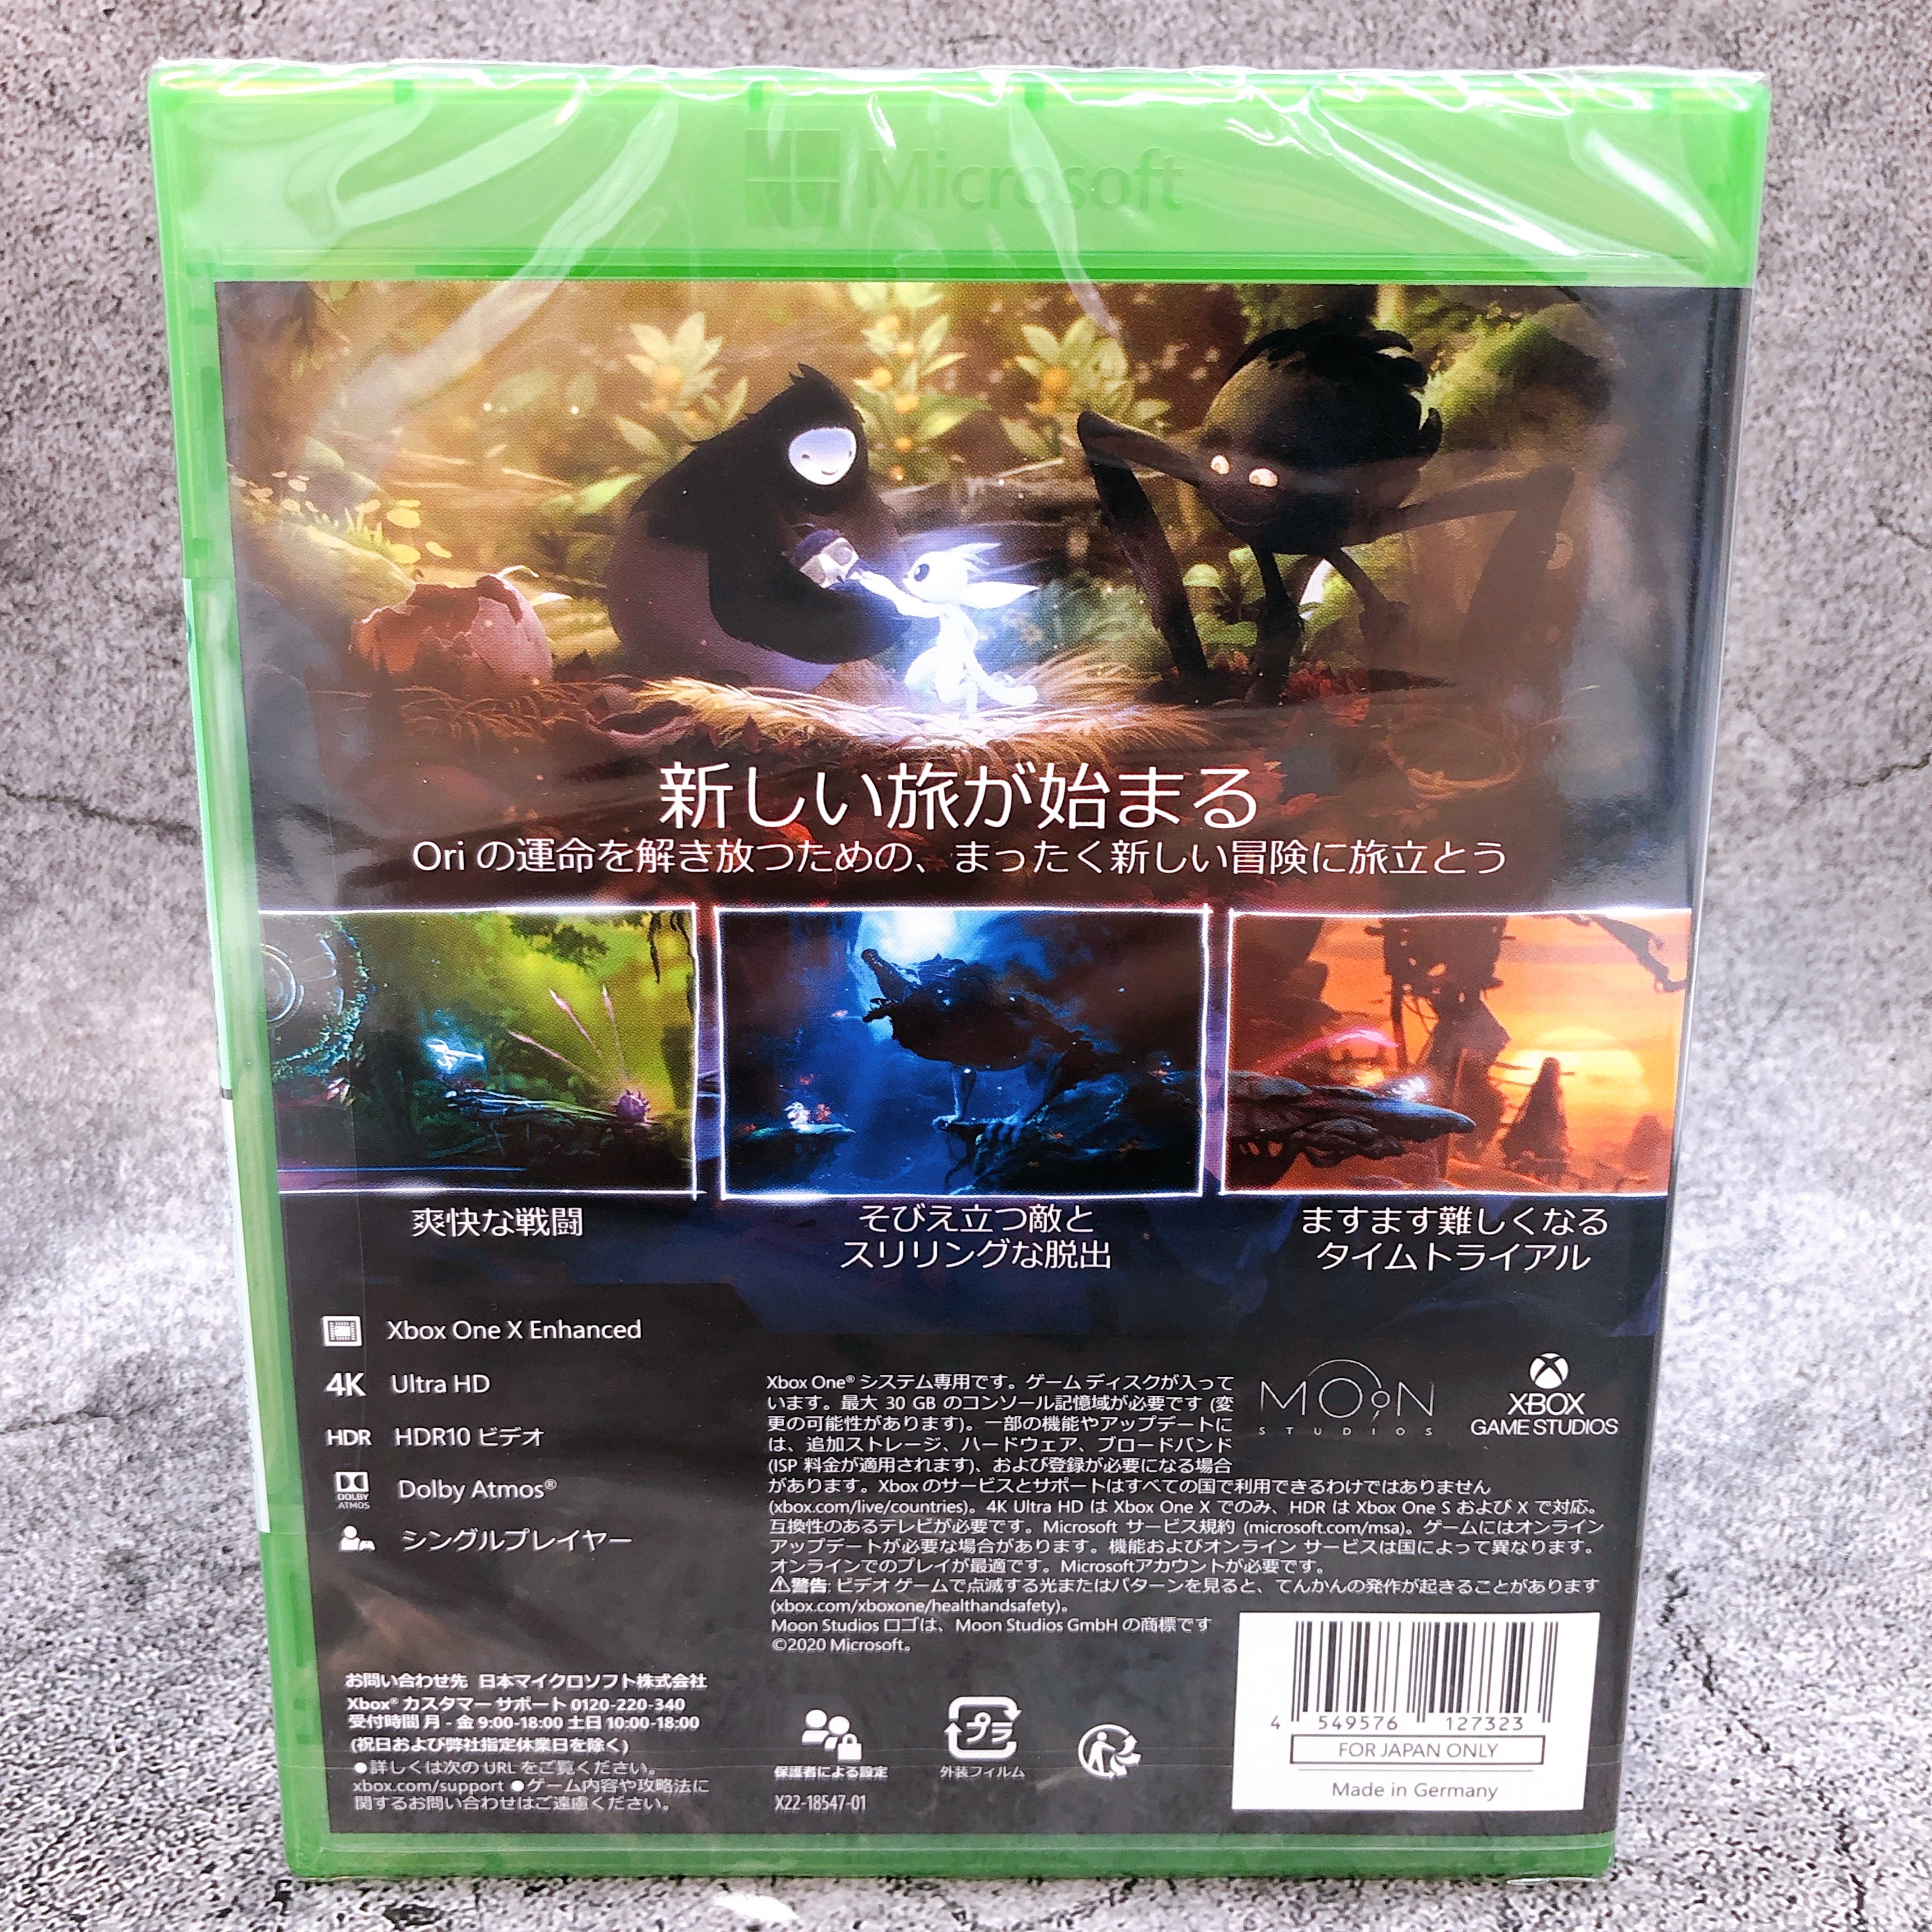 Microsoft
新しい旅が始まる
Ori の運命を解き放つための、まったく新しい冒険に旅立とう
爽快な戦闘
そびえ立つ敵と
スリリングな脱出
ますます難しくなる
タイムトライアル
Xbox One X Enhanced
4K Ultra HD
HDR HDR10 ビデオ
DOLBY ATMOS Dolby Atmos®
シングルプレイヤー
Xbox One® システム専用です。ゲーム ディスクが入って
います。最大 30 GB のコンソール記憶域が必要です (変
更の可能性があります)。一部の機能やアップデートに
は、追加ストレージ、ハードウェア、ブロードバンド
(ISP 料金が適用されます)、および登録が必要になる場合
があります。Xbox のサービスとサポートはすべての国で利用できるわけではありません
(xbox.com/live/countries)。4K Ultra HD は Xbox One X でのみ、HDR は Xbox One S および X で対応。
互換性のあるテレビが必要です。Microsoft サービス規約 (microsoft.com/msa)。ゲームにはオンライン
アップデートが必要な場合があります。機能およびオンライン サービスは国によって異なります。
オンラインでのプレイが最適です。Microsoftアカウントが必要です。
⚠警告: ビデオ ゲームで点滅する光またはパターンを見ると、てんかんの発作が起きることがあります
(xbox.com/xboxone/healthandsafety)。
Moon Studios ロゴは、Moon Studios GmbH の商標です
©2020 Microsoft。
MOON
STUDIOS
XBOX
GAME STUDIOS
お問い合わせ先 日本マイクロソフト株式会社
Xbox® カスタマー サポート 0120-220-340
受付時間 月 - 金 9:00-18:00 土日 10:00-18:00
(祝日および弊社指定休業日を除く)
●詳しくは次の URL をご覧ください。
xbox.com/support ●ゲーム内容や攻略法に
関するお問い合わせはご遠慮ください。
保護者による設定
X22-18547-01
プラ
外装フィルム
4 549576 127323
FOR JAPAN ONLY
Made in Germany